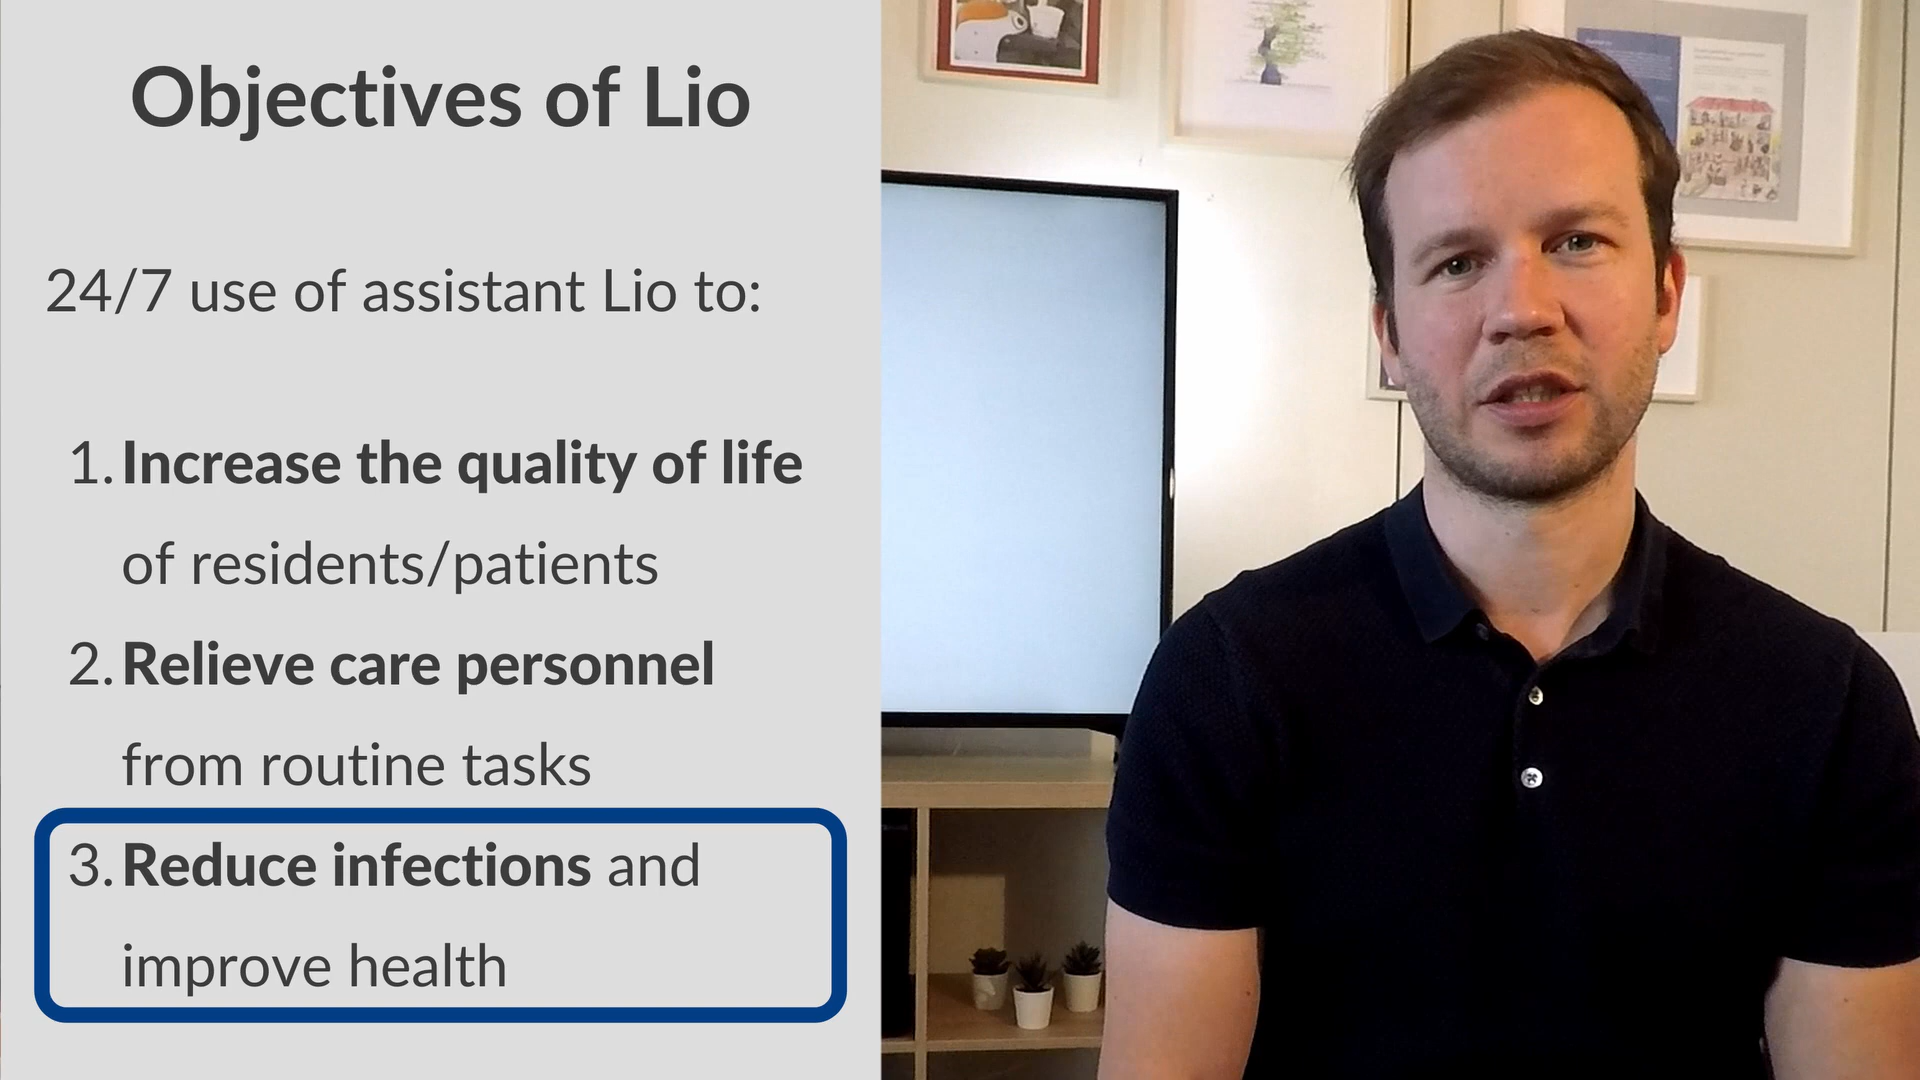 Objectives of Lio
24/7 use of assistant Lio to:
1. Increase the quality of life
of residents/patients
2. Relieve care personnel
from routine tasks
3. Reduce infections and
improve health